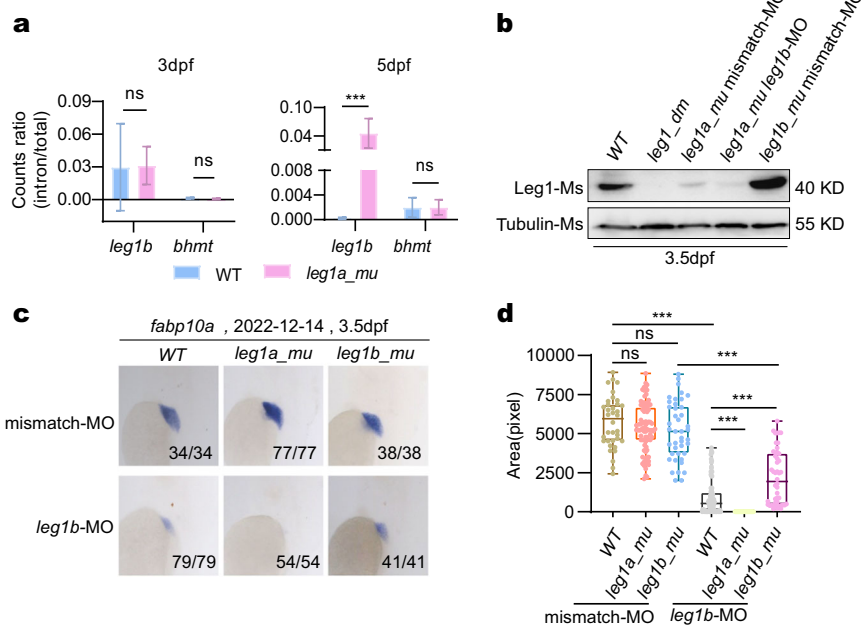 a
3dpf
5dpf
Counts ratio
(intron/total)
0.09
0.06
0.03
0.00
ns
ns
leg1b
bhmt
0.10
0.04
0.008
0.004
0.000
***
ns
leg1b
bhmt
WT
leg1a_mu
b
WT
leg1_dm
leg1a_mu mismatch-MO
leg1a_mu leg1b-MO
leg1b_mu mismatch-MO
Leg1-Ms
40 KD
Tubulin-Ms
55 KD
3.5dpf
c
fabp10a , 2022-12-14 , 3.5dpf
WT
leg1a_mu
leg1b_mu
mismatch-MO
34/34
77/77
38/38
leg1b-MO
79/79
54/54
41/41
d
***
ns
ns
***
***
***
Area(pixel)
10000
7500
5000
2500
0
WT
leg1a_mu
leg1b_mu
WT
leg1a_mu
leg1b_mu
mismatch-MO
leg1b-MO